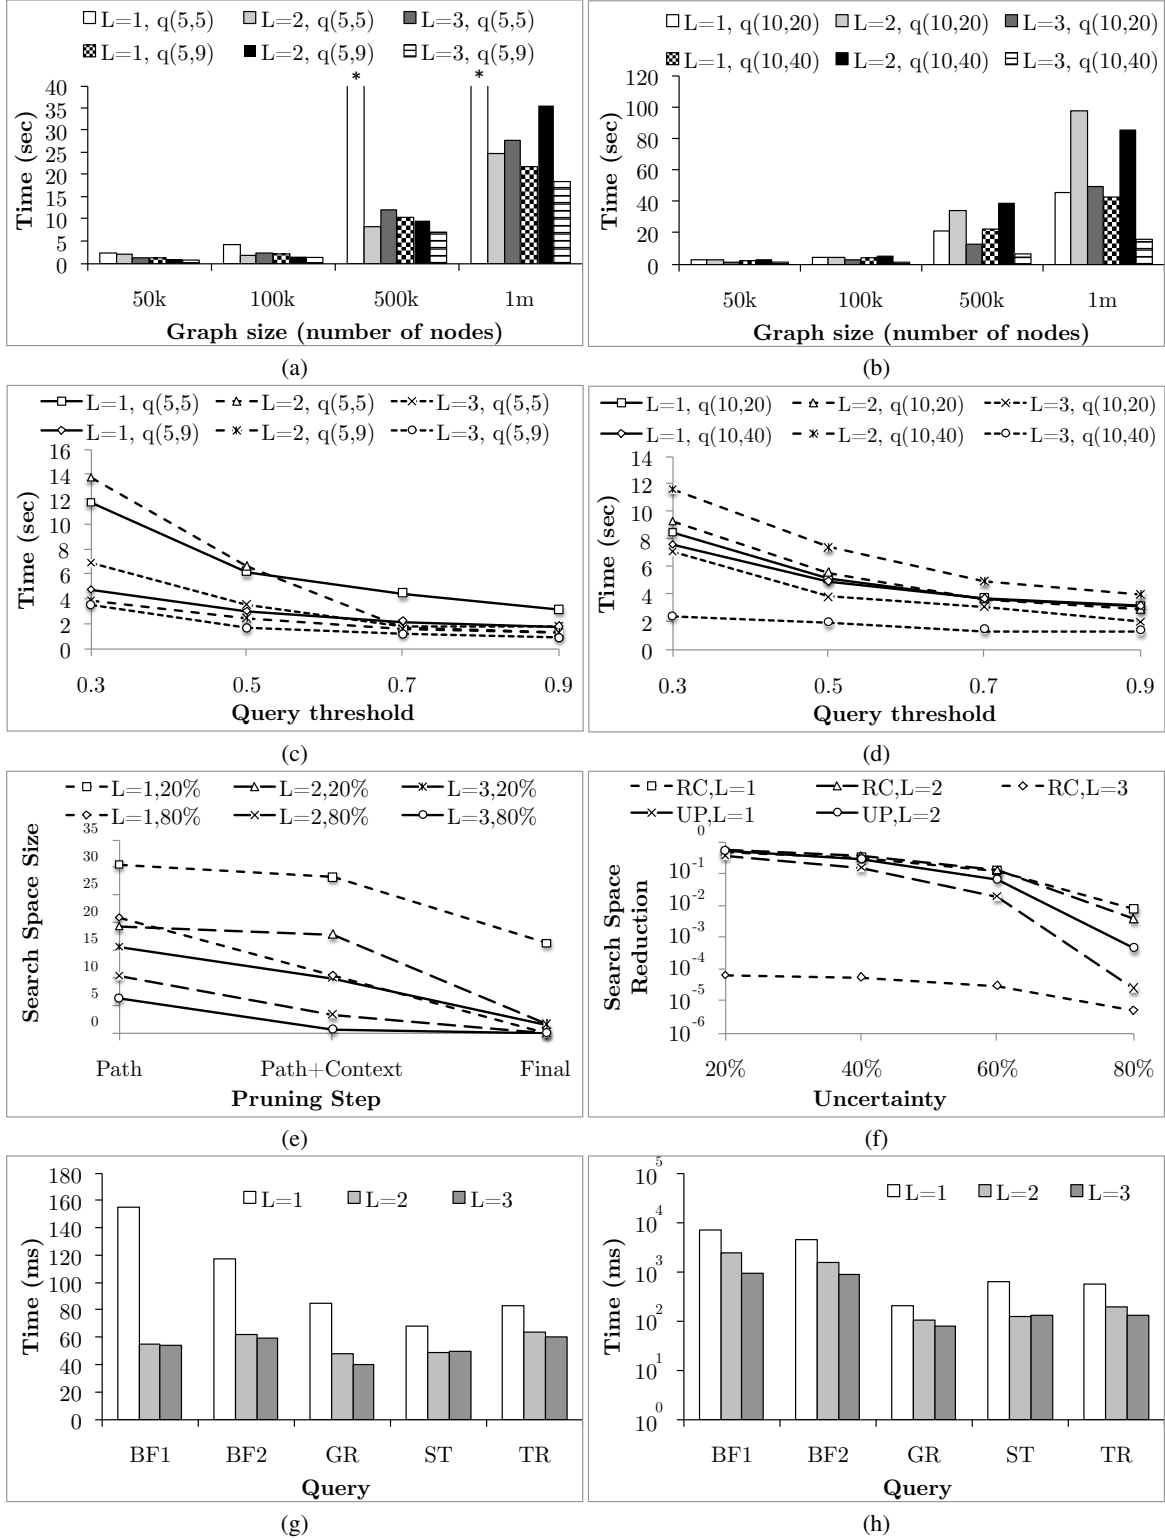 L=1, q(5,5) L=2, q(5,5) L=3, q(5,5)
L=1, q(5,9) L=2, q(5,9) L=3, q(5,9)
* *
40
35
30
25
20
15
10
5
0
Time (sec)
50k 100k 500k 1m
Graph size (number of nodes)
(a)
L=1, q(10,20) L=2, q(10,20) L=3, q(10,20)
L=1, q(10,40) L=2, q(10,40) L=3, q(10,40)
120
100
80
60
40
20
0
Time (sec)
50k 100k 500k 1m
Graph size (number of nodes)
(b)
L=1, q(5,5) L=2, q(5,5) L=3, q(5,5)
L=1, q(5,9) L=2, q(5,9) L=3, q(5,9)
16
14
12
10
8
6
4
2
0
Time (sec)
0.3 0.5 0.7 0.9
Query threshold
(c)
L=1, q(10,20) L=2, q(10,20) L=3, q(10,20)
L=1, q(10,40) L=2, q(10,40) L=3, q(10,40)
14
12
10
8
6
4
2
0
Time (sec)
0.3 0.5 0.7 0.9
Query threshold
(d)
L=1,20% L=2,20% L=3,20%
L=1,80% L=2,80% L=3,80%
35
30
25
20
15
10
5
0
Search Space Size
Path Path+Context Final
Pruning Step
(e)
RC,L=1 RC,L=2 RC,L=3
UP,L=1 UP,L=2
0
10-1
10-2
10-3
10-4
10-5
10-6
Search Space
Reduction
20% 40% 60% 80%
Uncertainty
(f)
L=1 L=2 L=3
180
160
140
120
100
80
60
40
20
0
Time (ms)
BF1 BF2 GR ST TR
Query
(g)
L=1 L=2 L=3
10^5
10^4
10^3
10^2
10^1
10^0
Time (ms)
BF1 BF2 GR ST TR
Query
(h)